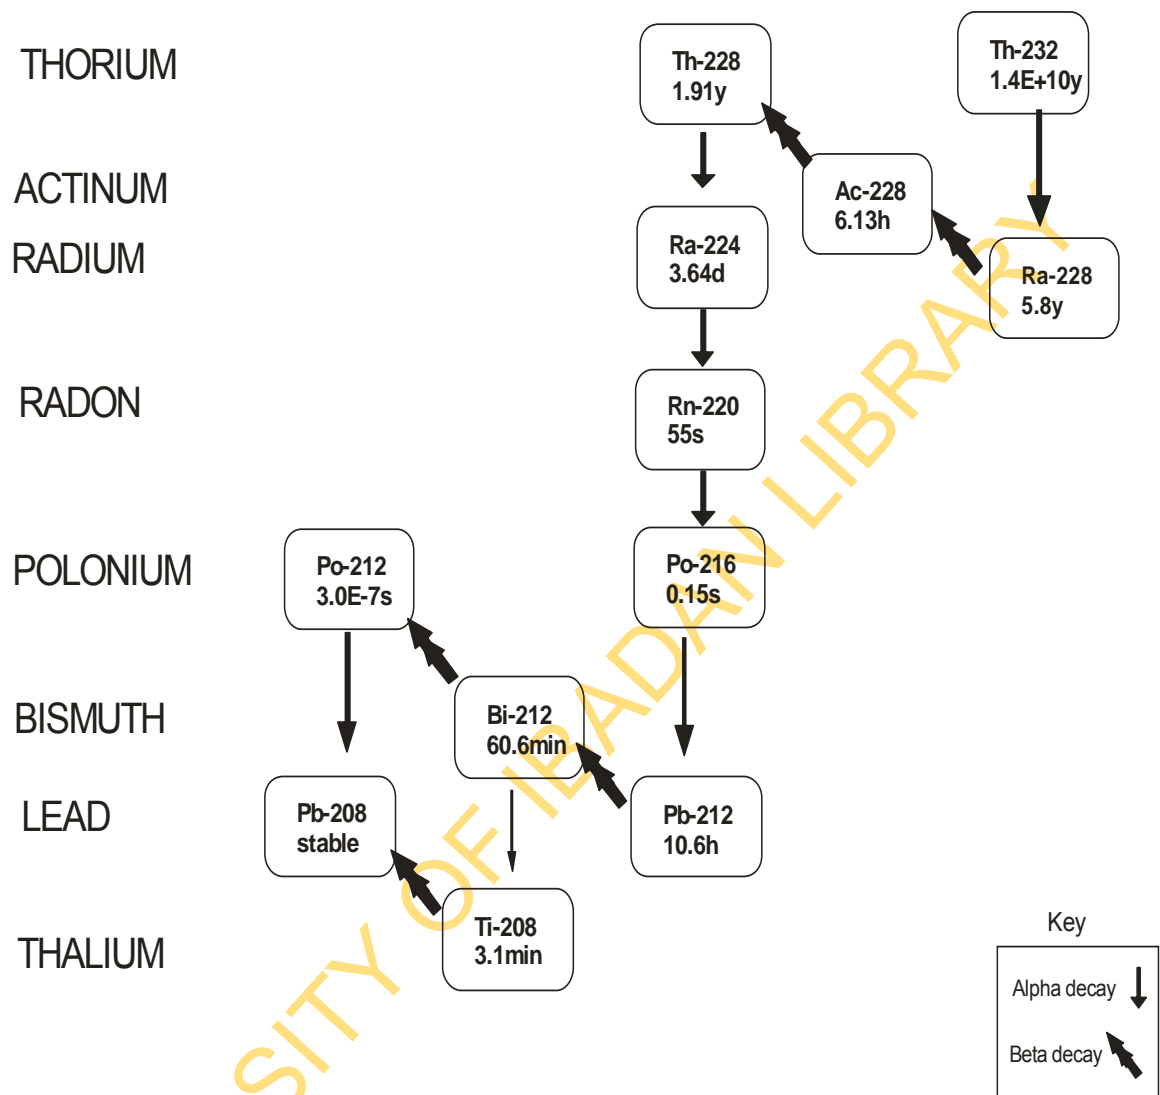 THORIUM
Th-228
1.91y
Th-232
1.4E+10y
ACTINUM
Ac-228
6.13h
RADIUM
Ra-224
3.64d
Ra-228
5.8y
RADON
Rn-220
55s
POLONIUM
Po-212
3.0E-7s
Po-216
0.15s
BISMUTH
Bi-212
60.6min
LEAD
Pb-208
stable
Pb-212
10.6h
THALIUM
Ti-208
3.1min
Key
Alpha decay
Beta decay
SITY OF IBADAN LIBRARY